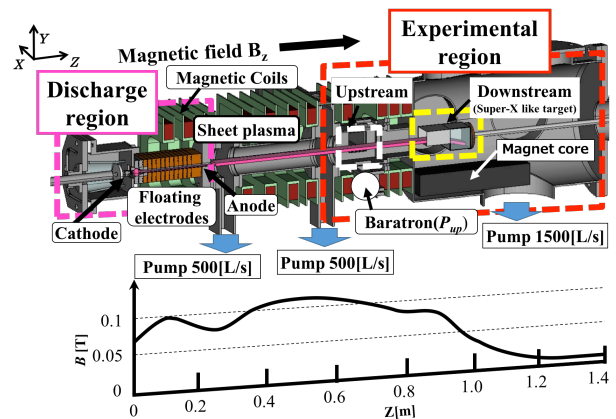 Y
X
Z
Magnetic field B_z
Experimental
region
Discharge
region
Magnetic Coils
Upstream
Downstream
(Super-X like target)
Sheet plasma
Magnet core
Floating
electrodes
Anode
Cathode
Baratron(P_up)
Pump 500[L/s]
Pump 500[L/s]
Pump 1500[L/s]
B [T]
0.1
0.05
0
0 0.2 0.4 0.6 0.8 1.0 1.2 1.4
Z[m]